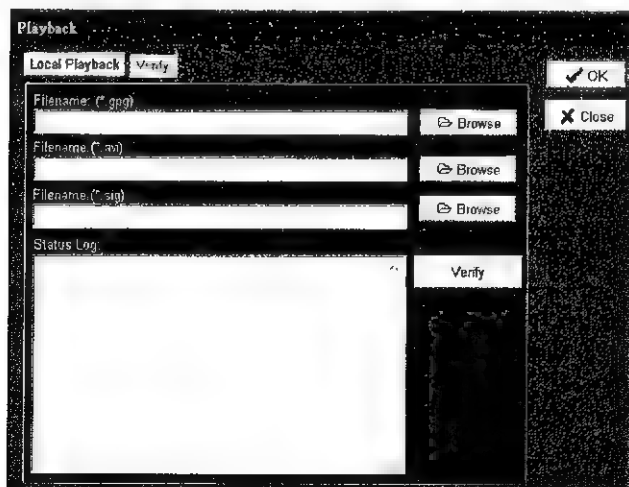 Playback
Local Playback
Verify
OK
Close
Filename: (*.gpg)
Browse
Filename:(*.avi)
Browse
Filename:(*.sig)
Browse
Status Log:
Verify